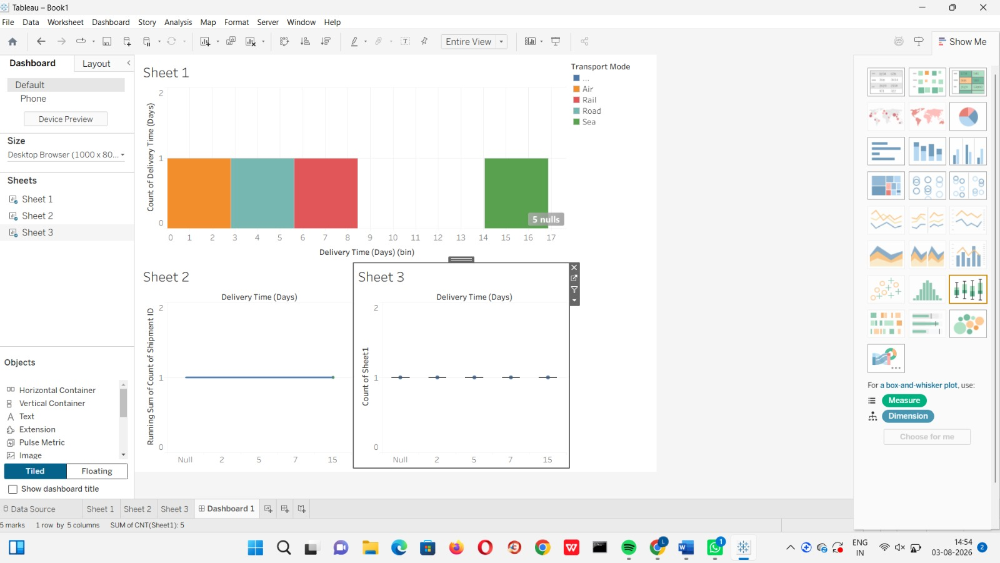 Tableau – Book1
File Data Worksheet Dashboard Story Analysis Map Format Server Window Help
Entire View
Show Me
Dashboard Layout
Default
Phone
Device Preview
Size
Desktop Browser (1000 x 80...
Sheets
Sheet 1
Sheet 2
Sheet 3
Objects
Horizontal Container
Vertical Container
Text
Extension
Pulse Metric
Image
Tiled Floating
Show dashboard title
Sheet 1
Count of Delivery Time (Days)
2
1
0
5 nulls
0 1 2 3 4 5 6 7 8 9 10 11 12 13 14 15 16 17
Delivery Time (Days) (bin)
Transport Mode
...
Air
Rail
Road
Sea
Sheet 2
Delivery Time (Days)
Running Sum of Count of Shipment ID
2
1
0
Null 2 5 7 15
Sheet 3
Delivery Time (Days)
Count of Sheet1
2
1
0
Null 2 5 7 15
For a box-and-whisker plot, use:
Measure
Dimension
Choose for me
Data Source Sheet 1 Sheet 2 Sheet 3 Dashboard 1
5 marks 1 row by 5 columns SUM of CNT(Sheet1): 5
ENG
IN
14:54
03-08-2026
2